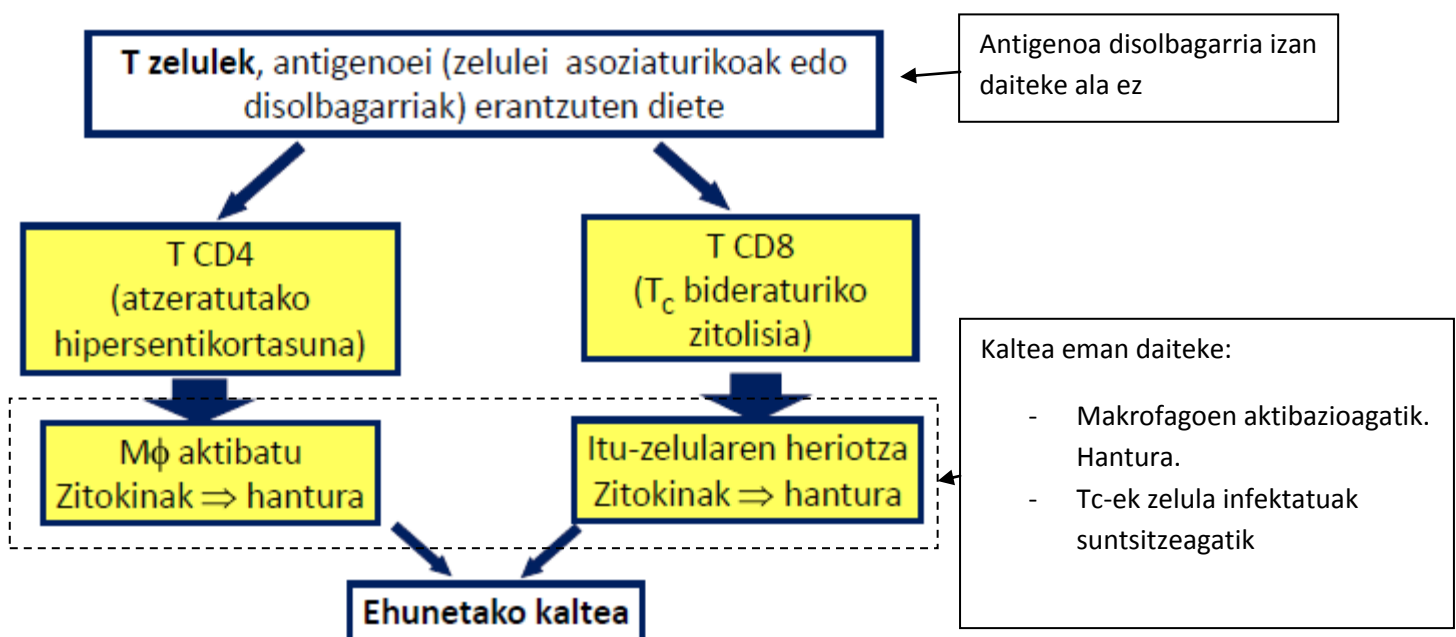 T zelulek, antigenoei (zelulei asoziaturikoak edo
disolbagarriak) erantzuten diete
Antigenoa disolbagarria izan
daiteke ala ez
T CD4
(atzeratutako
hipersentikortasuna)
T CD8
(Tc bideraturiko
zitolisia)
Mϕ aktibatu
Zitokinak ⇒ hantura
Itu-zelularen heriotza
Zitokinak ⇒ hantura
Kaltea eman daiteke:
- Makrofagoen aktibazioagatik.
Hantura.
- Tc-ek zelula infektatuak
suntsitzeagatik
Ehunetako kaltea